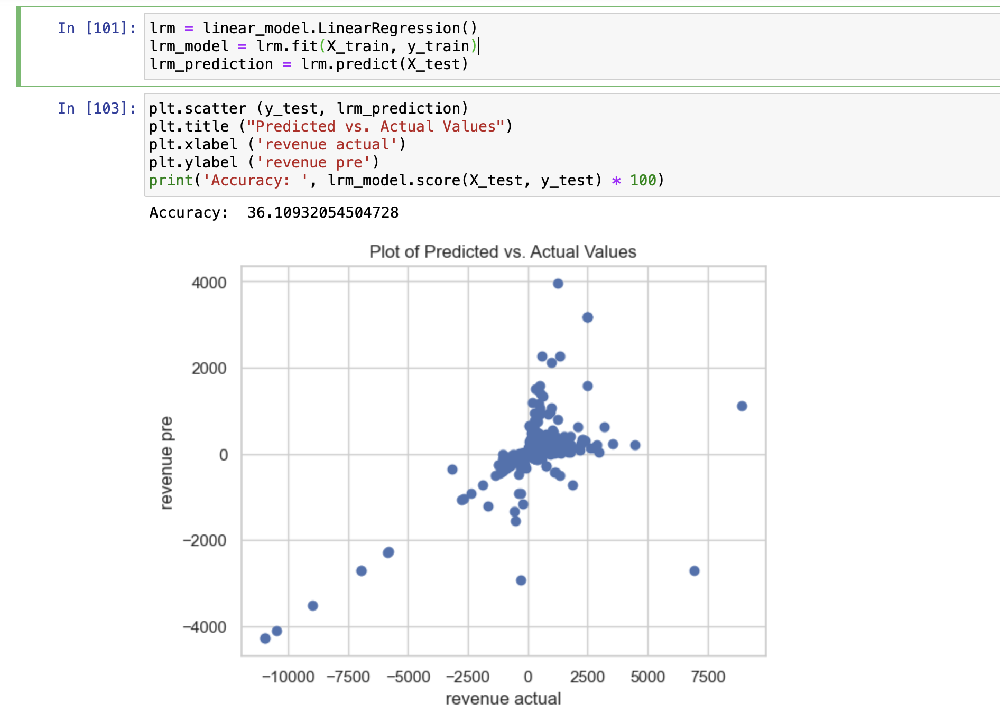 In [101]:
lrm = linear_model.LinearRegression()
lrm_model = lrm.fit(X_train, y_train)
lrm_prediction = lrm.predict(X_test)
In [103]:
plt.scatter (y_test, lrm_prediction)
plt.title ("Predicted vs. Actual Values")
plt.xlabel ('revenue actual')
plt.ylabel ('revenue pre')
print('Accuracy: ', lrm_model.score(X_test, y_test) * 100)
Accuracy:  36.10932054504728
Plot of Predicted vs. Actual Values
4000
2000
0
−2000
−4000
revenue pre
−10000 −7500 −5000 −2500 0 2500 5000 7500
revenue actual